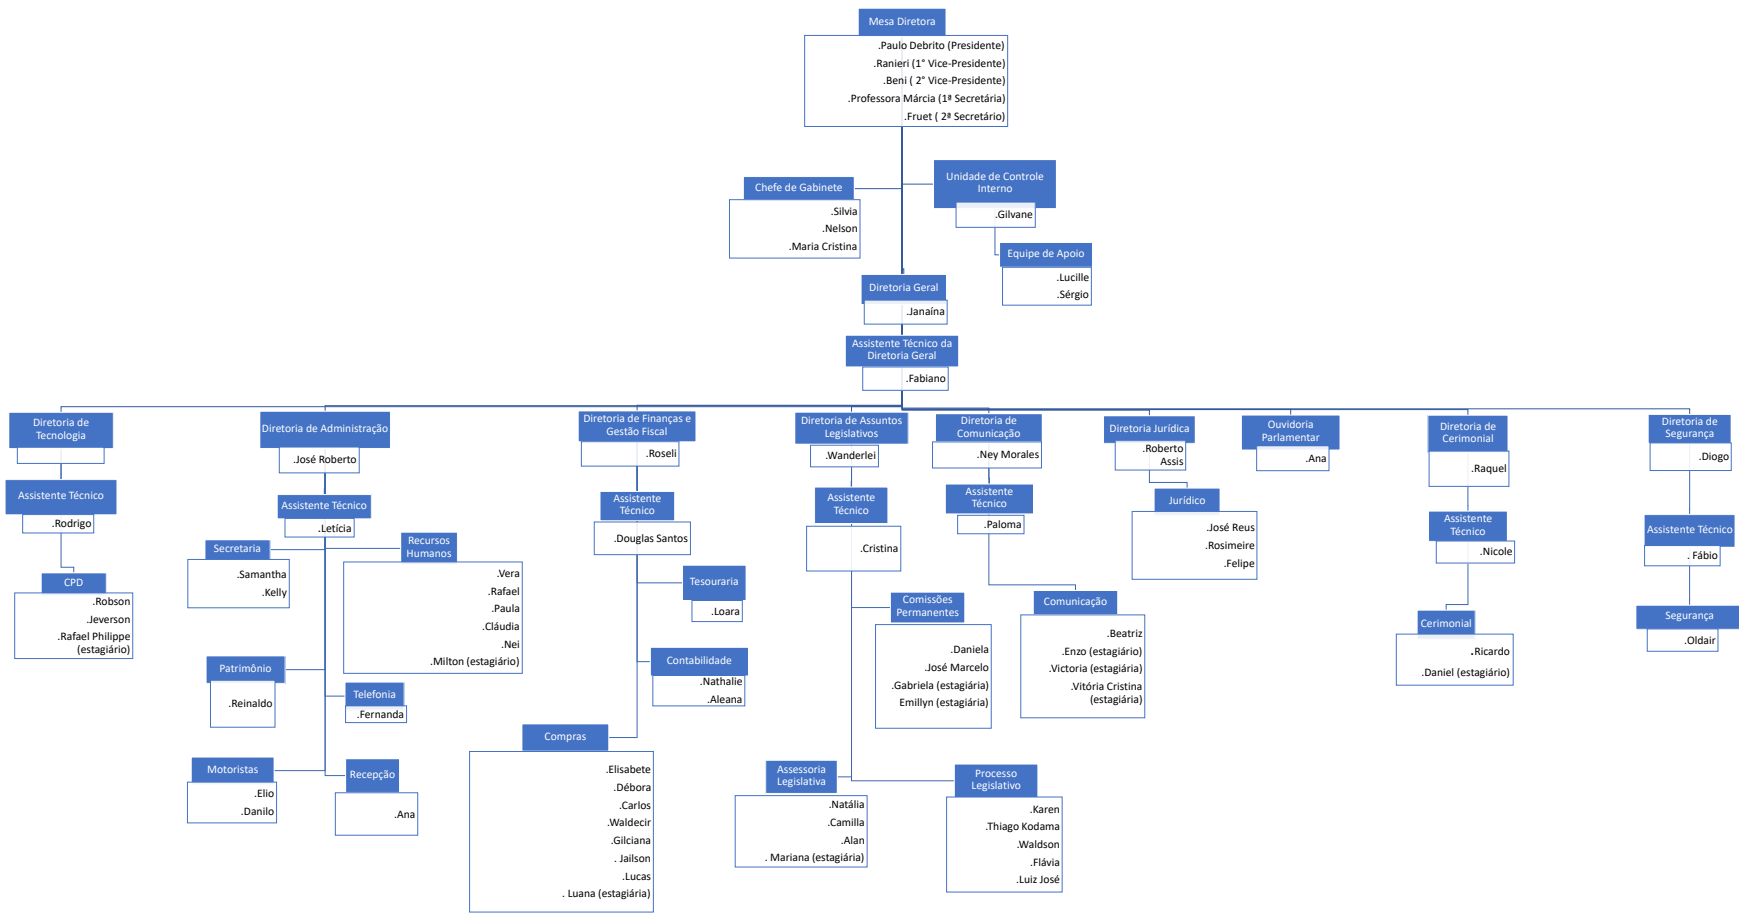 Mesa Diretora
.Paulo Debrito (Presidente)
.Ranieri (1° Vice-Presidente)
.Beni ( 2° Vice-Presidente)
.Professora Márcia (1ª Secretária)
.Fruet ( 2ª Secretário)
Chefe de Gabinete
.Silvia
.Nelson
.Maria Cristina
Unidade de Controle
Interno
.Gilvane
Equipe de Apoio
.Lucille
.Sérgio
Diretoria Geral
.Janaína
Assistente Técnico da
Diretoria Geral
.Fabiano
Diretoria de
Tecnologia
Assistente Técnico
.Rodrigo
CPD
.Robson
.Jeverson
.Rafael Philippe
(estagiário)
Diretoria de Administração
.José Roberto
Assistente Técnico
.Letícia
Secretaria
.Samantha
.Kelly
Recursos
Humanos
.Vera
.Rafael
.Paula
.Cláudia
.Nei
.Milton (estagiário)
Patrimônio
.Reinaldo
Telefonia
.Fernanda
Motoristas
.Elio
.Danilo
Recepção
.Ana
Diretoria de Finanças e
Gestão Fiscal
.Roseli
Assistente
Técnico
.Douglas Santos
Tesouraria
.Loara
Contabilidade
.Nathalie
.Aleana
Compras
.Elisabete
.Débora
.Carlos
.Waldecir
.Gilciana
. Jailson
.Lucas
. Luana (estagiária)
Diretoria de Assuntos
Legislativos
.Wanderlei
Assistente
Técnico
.Cristina
Comissões
Permanentes
.Daniela
.José Marcelo
.Gabriela (estagiária)
Emillyn (estagiária)
Assessoria
Legislativa
.Natália
.Camilla
.Alan
. Mariana (estagiária)
Processo
Legislativo
.Karen
.Thiago Kodama
.Waldson
.Flávia
.Luiz José
Diretoria de
Comunicação
.Ney Morales
Assistente
Técnico
.Paloma
Comunicação
.Beatriz
.Enzo (estagiário)
.Victoria (estagiária)
.Vitória Cristina
(estagiária)
Diretoria Jurídica
.Roberto
Assis
Jurídico
.José Reus
.Rosimeire
.Felipe
Ouvidoria
Parlamentar
.Ana
Diretoria de
Cerimonial
.Raquel
Assistente
Técnico
.Nicole
Cerimonial
.Ricardo
.Daniel (estagiário)
Diretoria de
Segurança
.Diogo
Assistente Técnico
. Fábio
Segurança
.Oldair